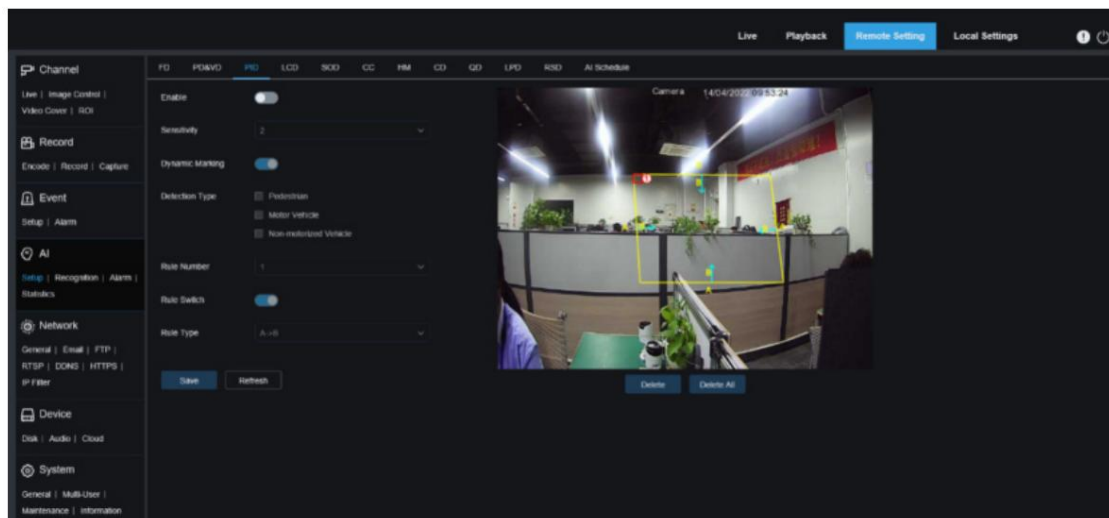 Live Playback Remote Setting Local Settings
Channel
Live | Image Control |
Video Cover | ROI
Record
Encode | Record | Capture
Event
Setup | Alarm
AI
Setup | Recognition | Alarm |
Statistics
Network
General | Email | FTP |
RTSP | DDNS | HTTPS |
IP Filter
Device
Disk | Audio | Cloud
System
General | Multi-User |
Maintenance | Information
FD PD&VD PID LCD SOD CC HM CD QD LPD RSD AI Schedule
Enable
Sensitivity 2
Dynamic Marking
Detection Type Pedestrian
Motor Vehicle
Non-motorized Vehicle
Rule Number 1
Rule Switch
Rule Type A->B
Save Refresh
Camera 14/04/2022 09:53:24
1
B
A
Delete Delete All